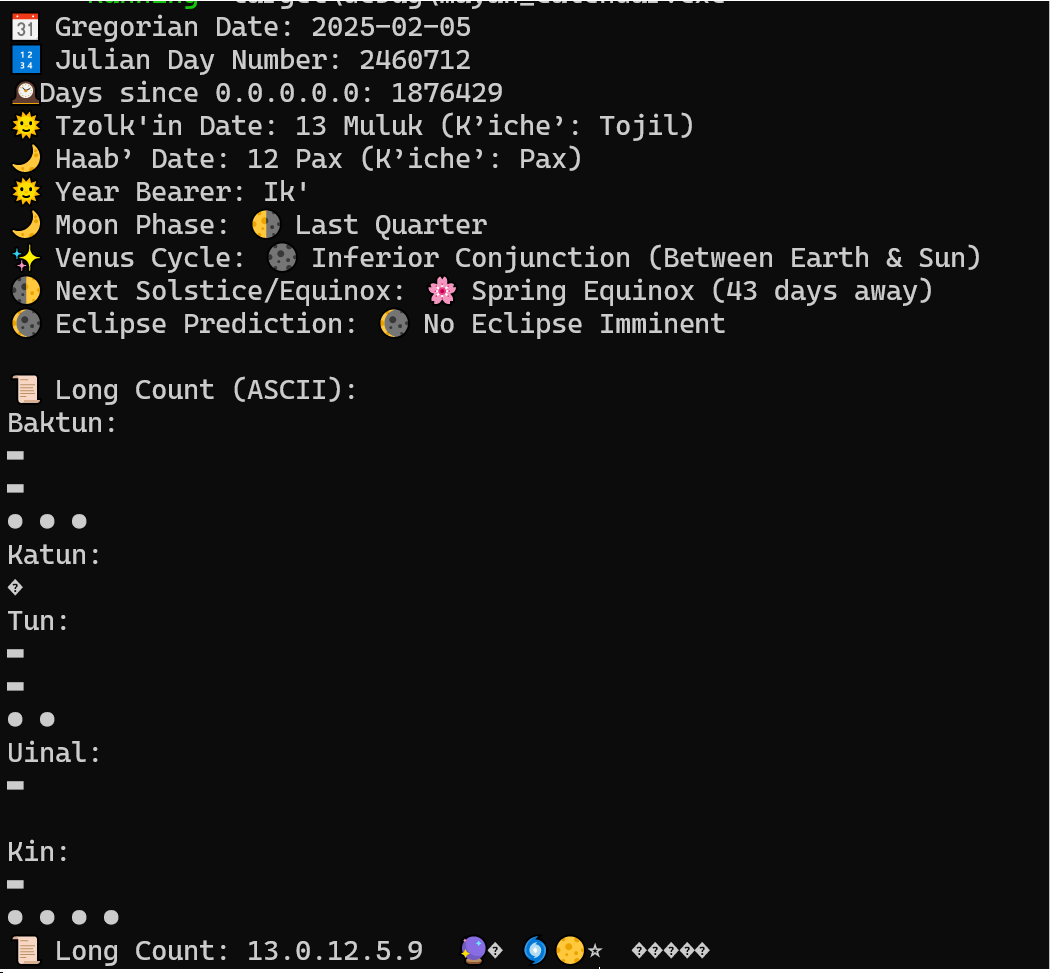 Gregorian Date: 2025-02-05
Julian Day Number: 2460712
Days since 0.0.0.0.0: 1876429
Tzolk'in Date: 13 Muluk (K’iche’: Tojil)
Haab’ Date: 12 Pax (K’iche’: Pax)
Year Bearer: Ik'
Moon Phase: 🌗 Last Quarter
Venus Cycle: 🌑 Inferior Conjunction (Between Earth & Sun)
Next Solstice/Equinox: 🌸 Spring Equinox (43 days away)
Eclipse Prediction: 🌘 No Eclipse Imminent
Long Count (ASCII):
Baktun:
Katun:
�
Tun:
Uinal:
Kin:
Long Count: 13.0.12.5.9 🔮� 🌀🌕⭐ �����